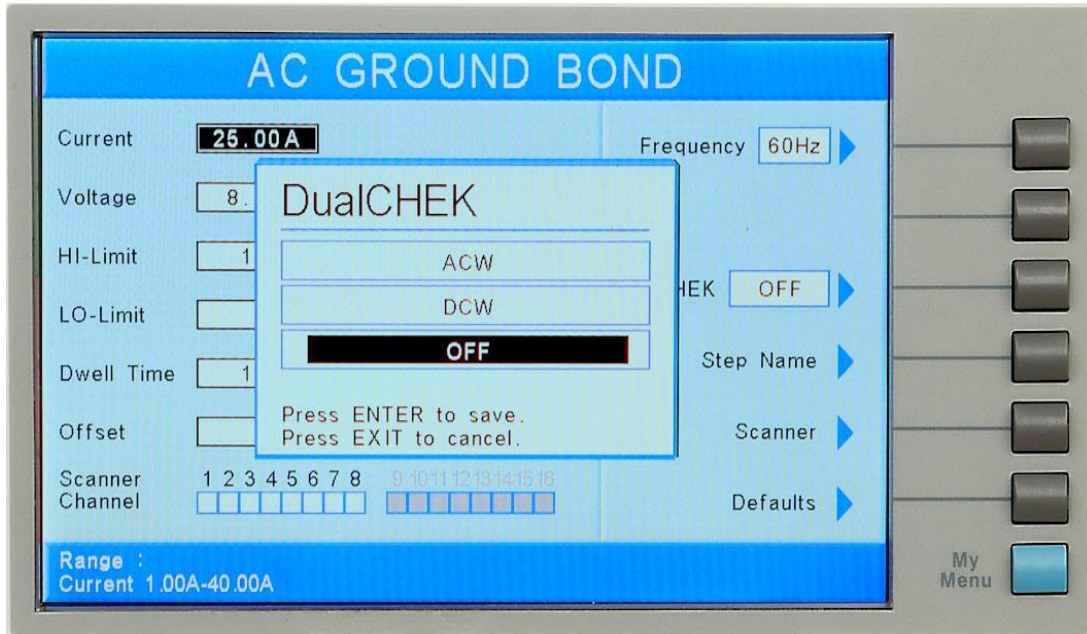 AC GROUND BOND
Current 25.00A
Frequency 60Hz
Voltage 8.
DualCHEK
HI-Limit 1
ACW
HEK OFF
DCW
LO-Limit
OFF
Step Name
Dwell Time 1
Press ENTER to save.
Press EXIT to cancel.
Offset
Scanner
Scanner
Channel
1 2 3 4 5 6 7 8 9 10 11 12 13 14 15 16
Defaults
Range :
Current 1.00A-40.00A
My
Menu